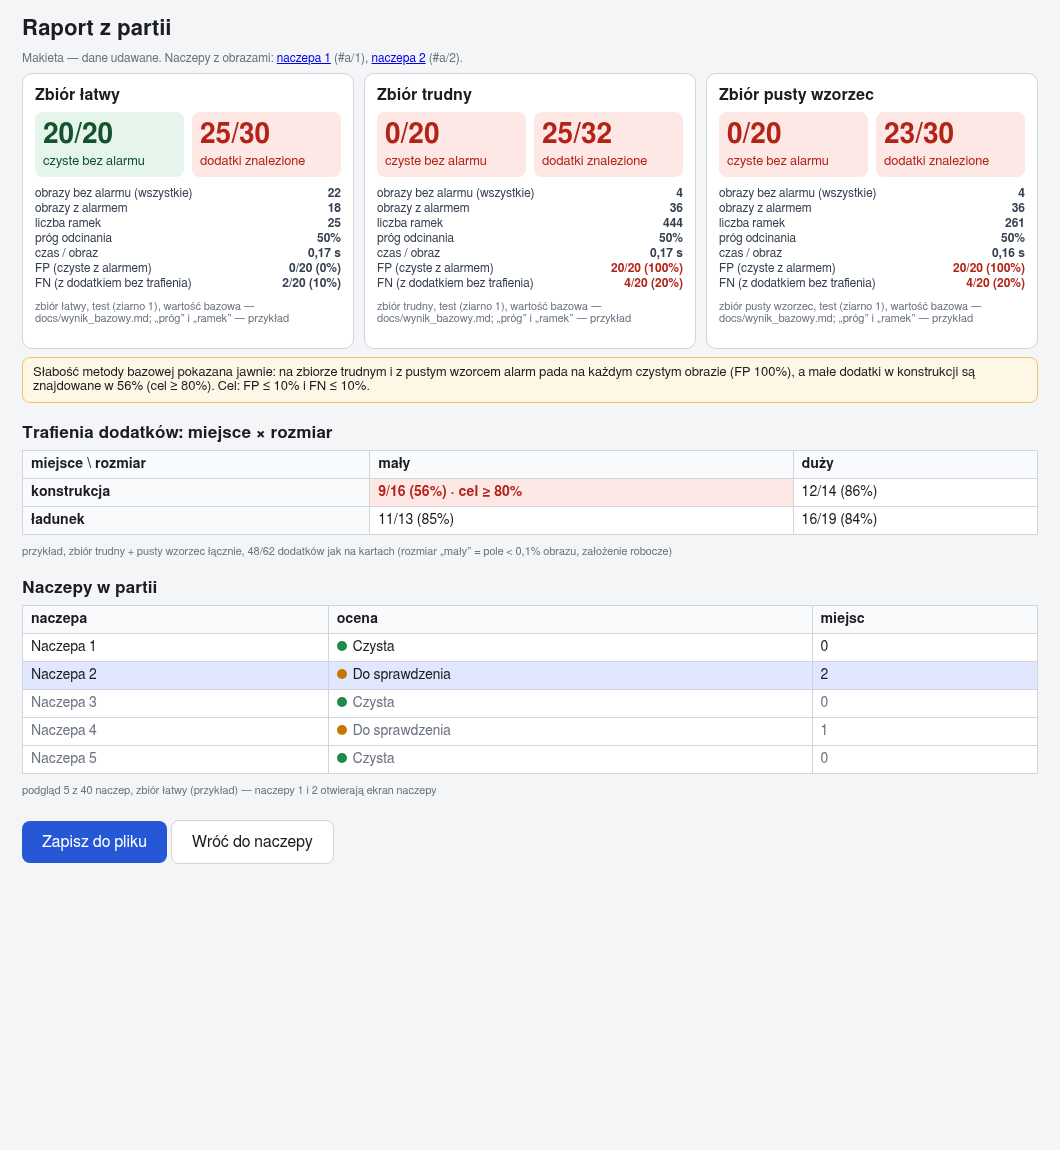 Raport z partii
Makieta — dane udawane. Naczepy z obrazami: naczepa 1 (#a/1), naczepa 2 (#a/2).
Zbiór łatwy
20/20
czyste bez alarmu
25/30
dodatki znalezione
obrazy bez alarmu (wszystkie) 22
obrazy z alarmem 18
liczba ramek 25
próg odcinania 50%
czas / obraz 0,17 s
FP (czyste z alarmem) 0/20 (0%)
FN (z dodatkiem bez trafienia) 2/20 (10%)
zbiór łatwy, test (ziarno 1), wartość bazowa —
docs/wynik_bazowy.md; „próg” i „ramek” — przykład
Zbiór trudny
0/20
czyste bez alarmu
25/32
dodatki znalezione
obrazy bez alarmu (wszystkie) 4
obrazy z alarmem 36
liczba ramek 444
próg odcinania 50%
czas / obraz 0,17 s
FP (czyste z alarmem) 20/20 (100%)
FN (z dodatkiem bez trafienia) 4/20 (20%)
zbiór trudny, test (ziarno 1), wartość bazowa —
docs/wynik_bazowy.md; „próg” i „ramek” — przykład
Zbiór pusty wzorzec
0/20
czyste bez alarmu
23/30
dodatki znalezione
obrazy bez alarmu (wszystkie) 4
obrazy z alarmem 36
liczba ramek 261
próg odcinania 50%
czas / obraz 0,16 s
FP (czyste z alarmem) 20/20 (100%)
FN (z dodatkiem bez trafienia) 4/20 (20%)
zbiór pusty wzorzec, test (ziarno 1), wartość bazowa —
docs/wynik_bazowy.md; „próg” i „ramek” — przykład
Słabość metody bazowej pokazana jawnie: na zbiorze trudnym i z pustym wzorcem alarm pada na każdym czystym obrazie (FP 100%), a małe dodatki w konstrukcji są
znajdowane w 56% (cel ≥ 80%). Cel: FP ≤ 10% i FN ≤ 10%.
Trafienia dodatków: miejsce × rozmiar
miejsce \ rozmiar mały duży
konstrukcja 9/16 (56%) · cel ≥ 80% 12/14 (86%)
ładunek 11/13 (85%) 16/19 (84%)
przykład, zbiór trudny + pusty wzorzec łącznie, 48/62 dodatków jak na kartach (rozmiar „mały” = pole < 0,1% obrazu, założenie robocze)
Naczepy w partii
naczepa ocena miejsc
Naczepa 1 Czysta 0
Naczepa 2 Do sprawdzenia 2
Naczepa 3 Czysta 0
Naczepa 4 Do sprawdzenia 1
Naczepa 5 Czysta 0
podgląd 5 z 40 naczep, zbiór łatwy (przykład) — naczepy 1 i 2 otwierają ekran naczepy
Zapisz do pliku Wróć do naczepy